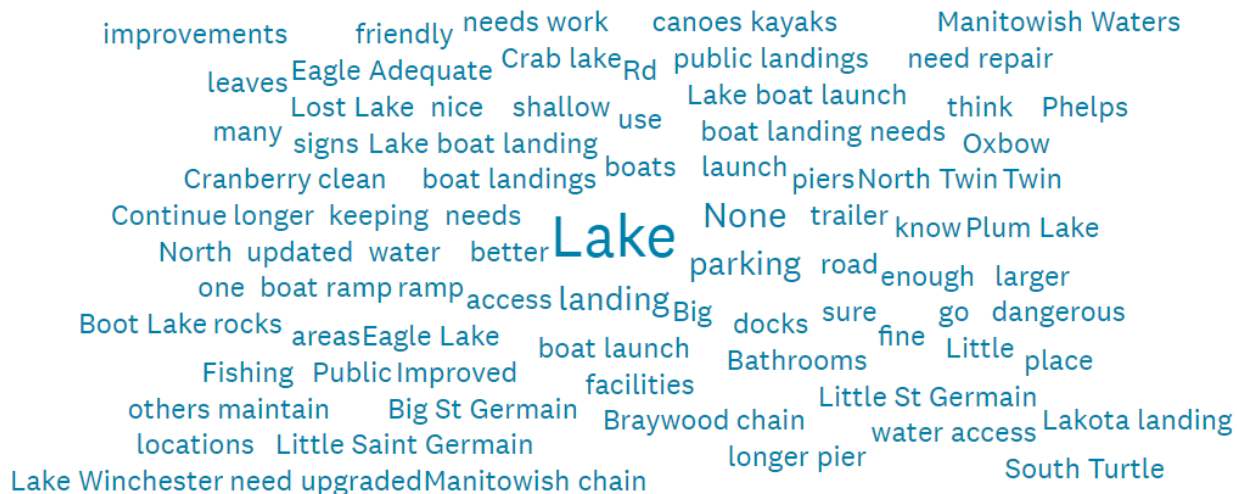 improvements friendly needs work canoes kayaks Manitowish Waters
leaves Eagle Adequate Crab lake Rd public landings need repair
Lost Lake nice shallow use Lake boat launch think Phelps
many signs Lake boat landing boat landing needs Oxbow
Cranberry clean boat landings boats launch piers North Twin Twin
Continue longer keeping needs Lake None trailer know Plum Lake
North updated water better parking road enough larger
one boat ramp ramp access landing Big docks sure fine go dangerous
Boot Lake rocks areas Eagle Lake boat launch Bathrooms Little place
Fishing Public Improved facilities Little St Germain
others maintain Big St Germain Braywood chain water access Lakota landing
locations Little Saint Germain longer pier South Turtle
Lake Winchester need upgraded Manitowish chain